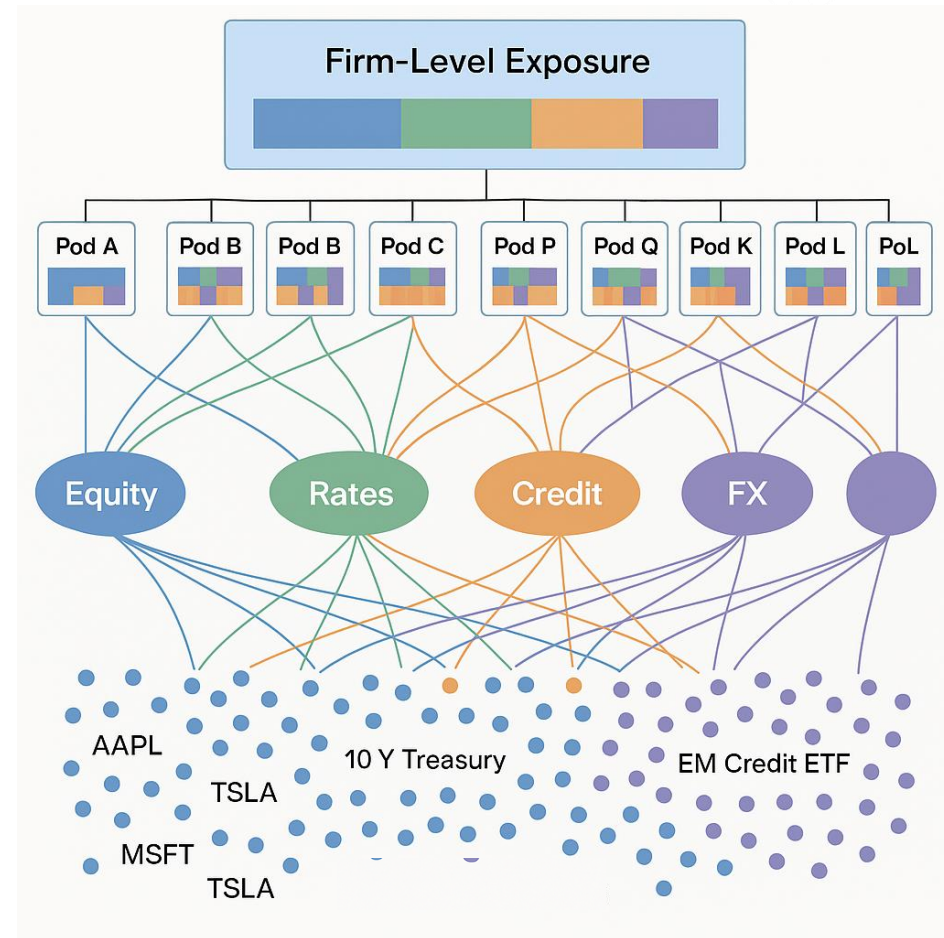 Firm-Level Exposure
Pod A
Pod B
Pod B
Pod C
Pod P
Pod Q
Pod K
Pod L
PoL
Equity
Rates
Credit
FX
AAPL
10 Y Treasury
EM Credit ETF
TSLA
MSFT
TSLA